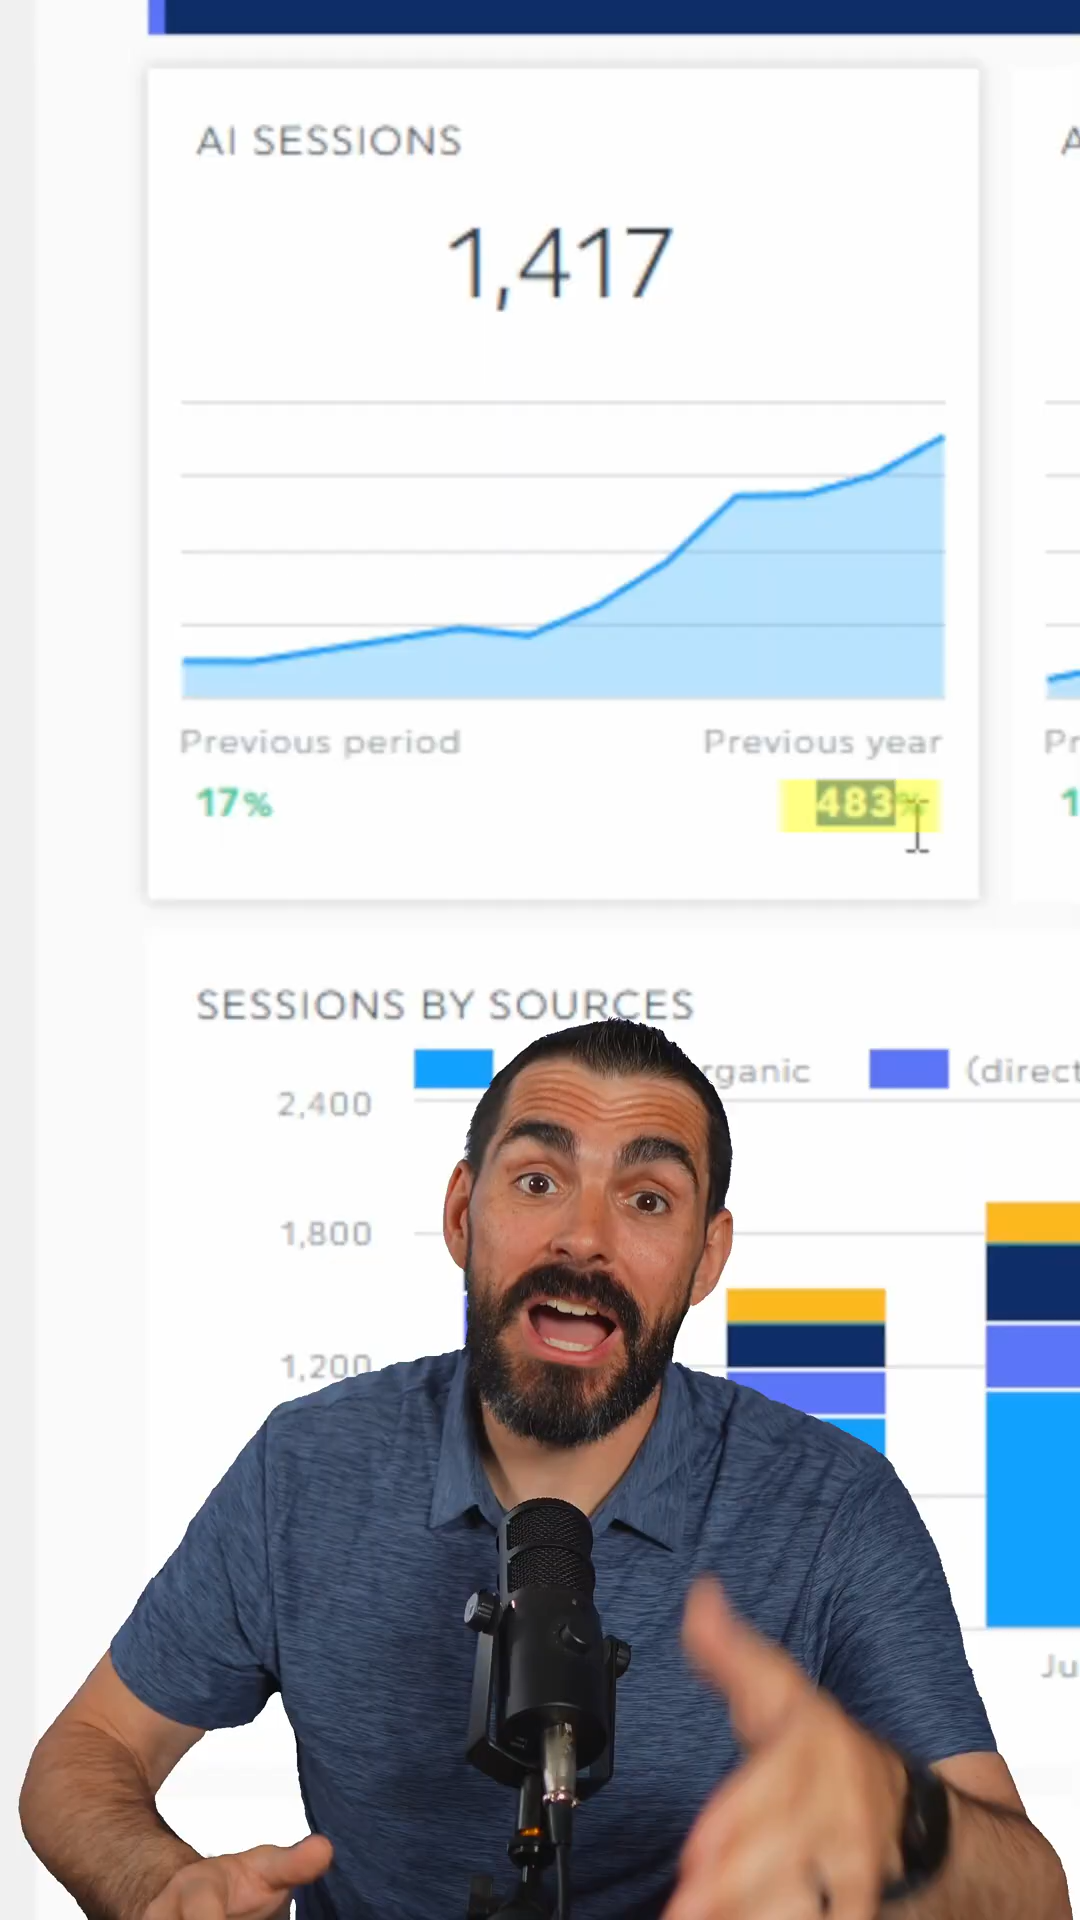 AI SESSIONS
1,417
Previous period
Previous year
17%
483%
SESSIONS BY SOURCES
2,400
1,800
1,200